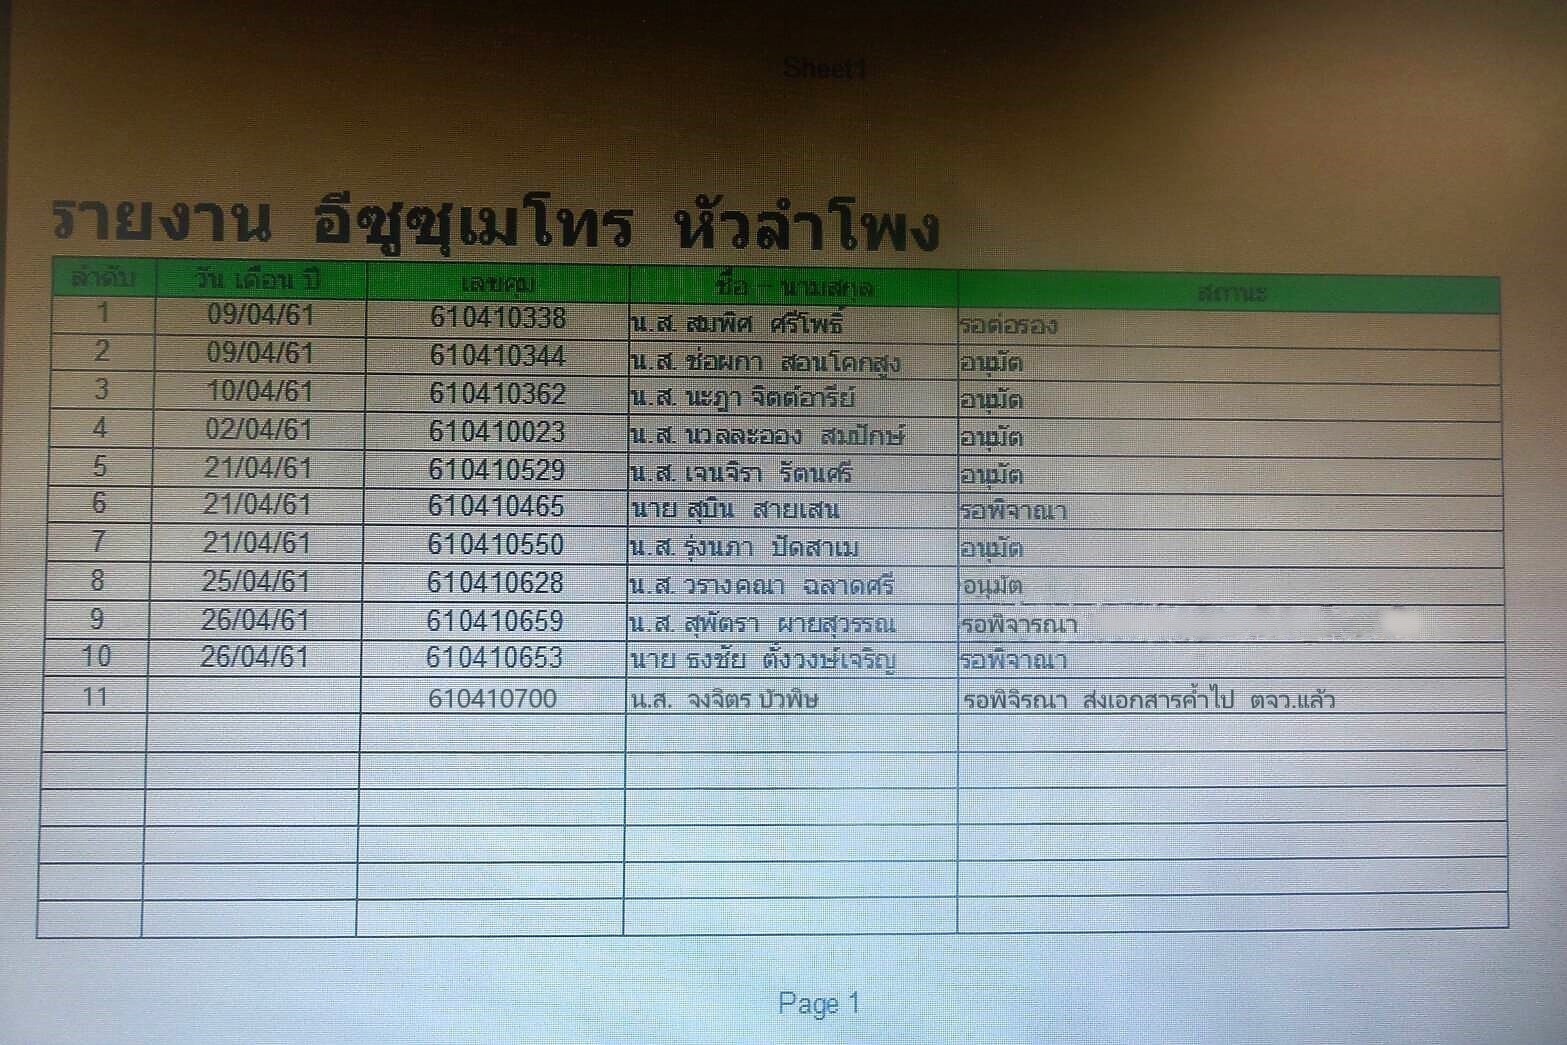 Sheet1
รายงาน อีซูซุเมโทร หัวลำโพง
ลำดับ วัน เดือน ปี เลขคุม ชื่อ – นามสกุล สถานะ
1 09/04/61 610410338 น.ส. สมพิศ ศรีโพธิ์ รอต่อรอง
2 09/04/61 610410344 น.ส. ช่อผกา สอนโคกสูง อนุมัต
3 10/04/61 610410362 น.ส. นะฎา จิตต์อารีย์ อนุมัต
4 02/04/61 610410023 น.ส. นวลละออง สมปักษ์ อนุมัต
5 21/04/61 610410529 น.ส. เจนจิรา รัตนศรี อนุมัต
6 21/04/61 610410465 นาย สุบิน สายเสน รอพิจาณา
7 21/04/61 610410550 น.ส. รุ่งนภา ปัดสาเม อนุมัต
8 25/04/61 610410628 น.ส. วรางคณา ฉลาดศรี อนุมัต
9 26/04/61 610410659 น.ส. สุพัตรา ผายสุวรรณ รอพิจารณา
10 26/04/61 610410653 นาย ธงชัย ตั้งวงษ์เจริญ รอพิจาณา
11 610410700 น.ส. จงจิตร บัวพิษ รอพิจิรณา ส่งเอกสารค้ำไป ตจว.แล้ว
Page 1